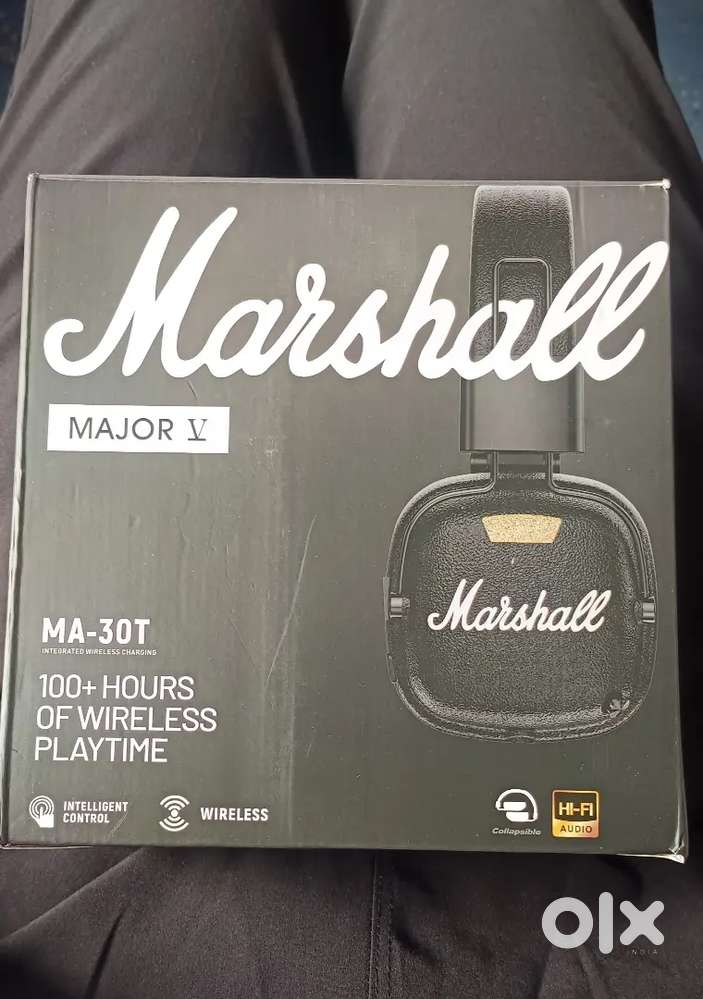 Marshall
MAJOR V
Marshall
MA-30T
INTEGRATED WIRELESS CHARGING
100+ HOURS
OF WIRELESS
PLAYTIME
INTELLIGENT
CONTROL
WIRELESS
Collapsible
HI-FI
AUDIO
olx
INDIA